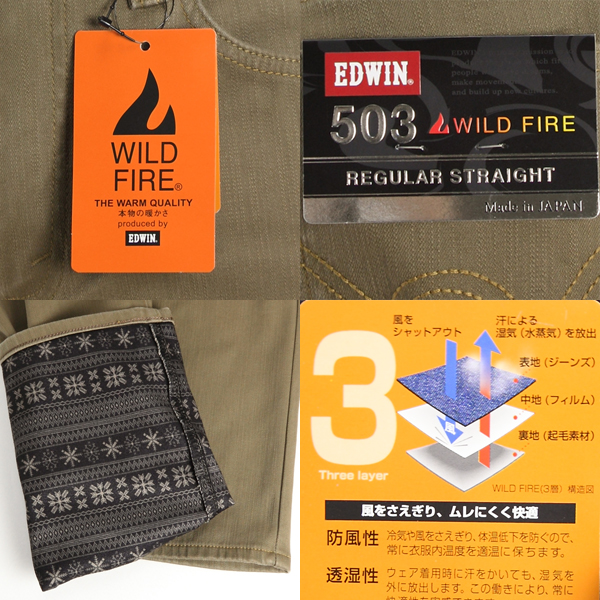 WILD
FIRE®
THE WARM QUALITY
本物の暖かさ
produced by
EDWIN.
EDWIN®
503 WILD FIRE
REGULAR STRAIGHT
Made in JAPAN
make movement
and build up new
風を
シャットアウト
汗による
湿気(水蒸気)を放出
3
Three layer
表地(ジーンズ)
中地(フィルム)
風
裏地(起毛素材)
WILD FIRE(3層) 構造図
風をさえぎり、ムレにくく快適
防風性 冷気や風をさえぎり、体温低下を防ぐので、
常に衣服内温度を適温に保ちます。
透湿性 ウェア着用時に汗をかいても、湿気を
外に放出します。この働きにより、常に